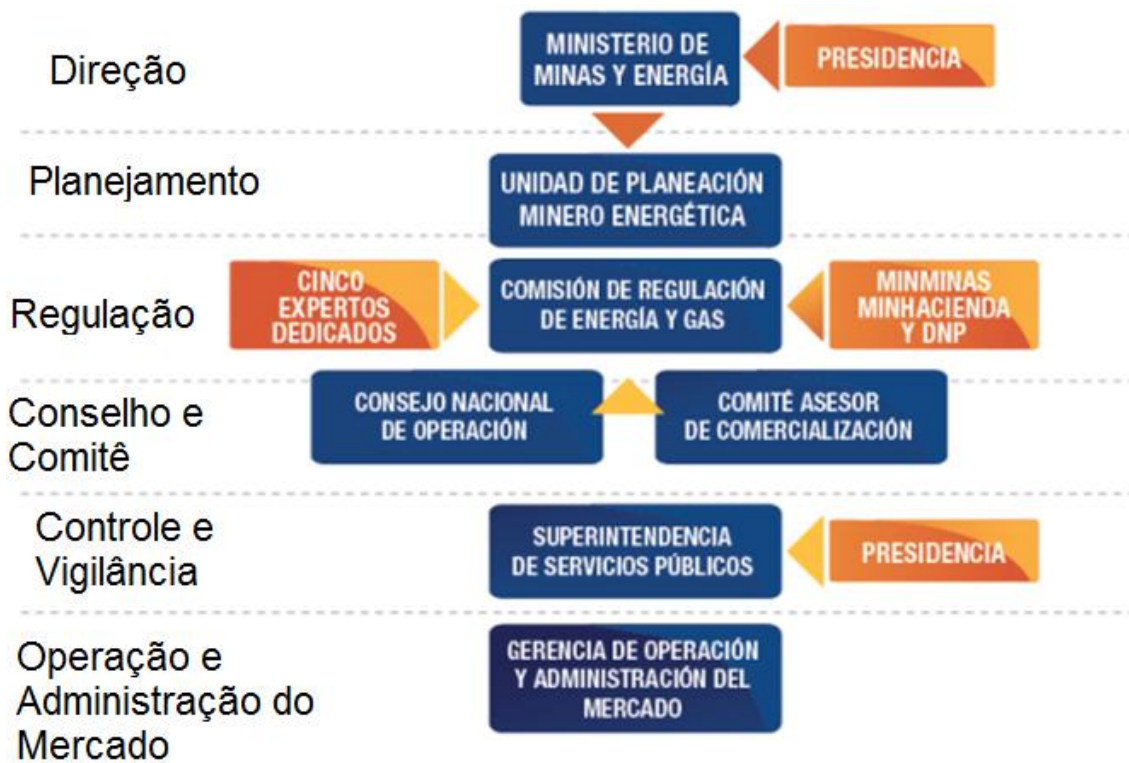 Direção
MINISTERIO DE
MINAS Y ENERGÍA
PRESIDENCIA
Planejamento
UNIDAD DE PLANEACIÓN
MINERO ENERGÉTICA
Regulação
CINCO
EXPERTOS
DEDICADOS
COMISIÓN DE REGULACIÓN
DE ENERGÍA Y GAS
MINMINAS
MINHACIENDA
Y DNP
Conselho e
Comitê
CONSEJO NACIONAL
DE OPERACIÓN
COMITÉ ASESOR
DE COMERCIALIZACIÓN
Controle e
Vigilância
SUPERINTENDENCIA
DE SERVICIOS PÚBLICOS
PRESIDENCIA
Operação e
Administração do
Mercado
GERENCIA DE OPERACIÓN
Y ADMINISTRACIÓN DEL
MERCADO